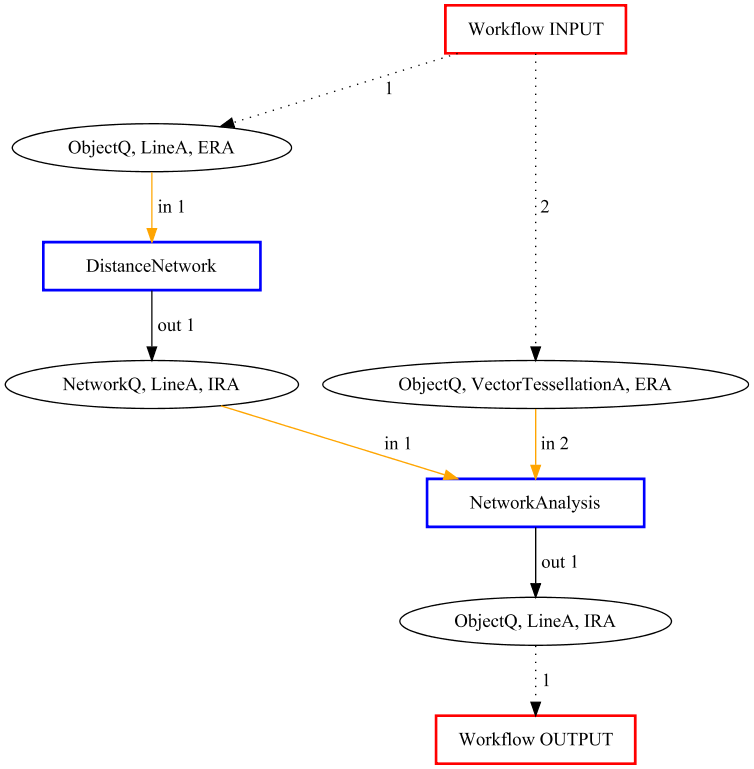 Workflow INPUT
1
ObjectQ, LineA, ERA
2
in 1
DistanceNetwork
out 1
NetworkQ, LineA, IRA
ObjectQ, VectorTessellationA, ERA
in 1
in 2
NetworkAnalysis
out 1
ObjectQ, LineA, IRA
1
Workflow OUTPUT